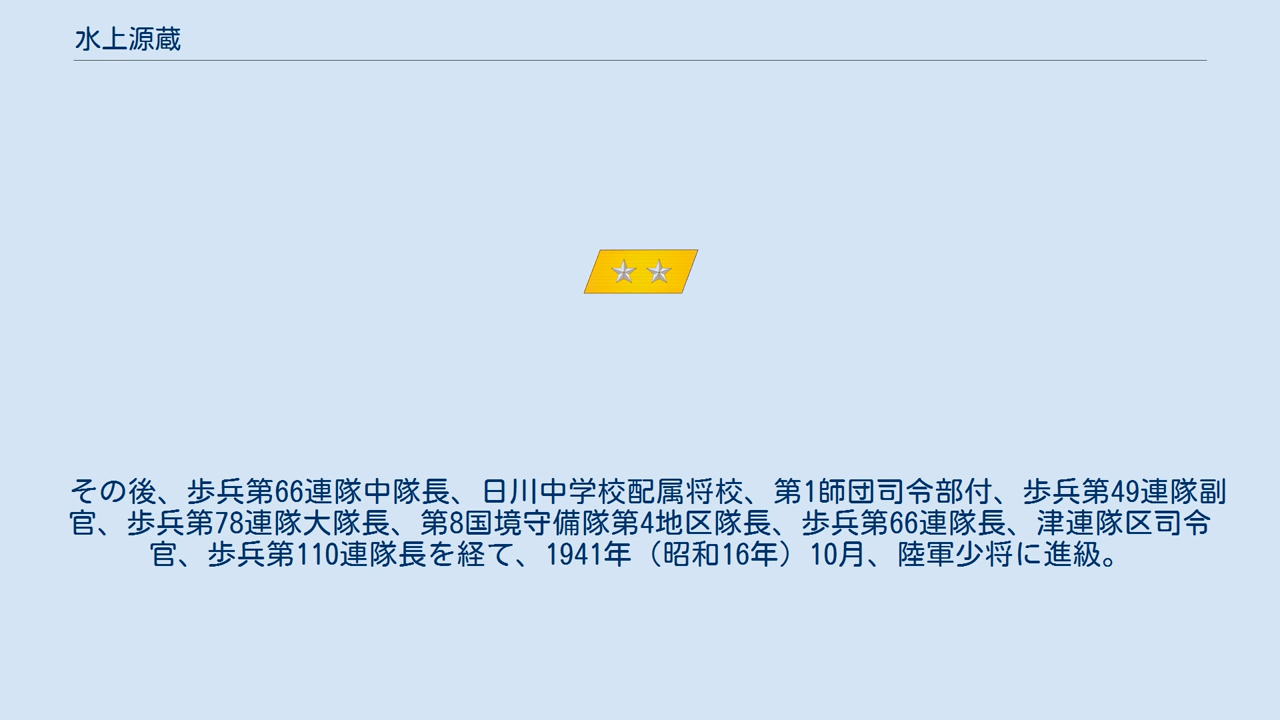 水上源蔵
その後、歩兵第66連隊中隊長、日川中学校配属将校、第1師団司令部付、歩兵第49連隊副
官、歩兵第78連隊大隊長、第8国境守備隊第4地区隊長、歩兵第66連隊長、津連隊区司令
官、歩兵第110連隊長を経て、1941年（昭和16年）10月、陸軍少将に進級。